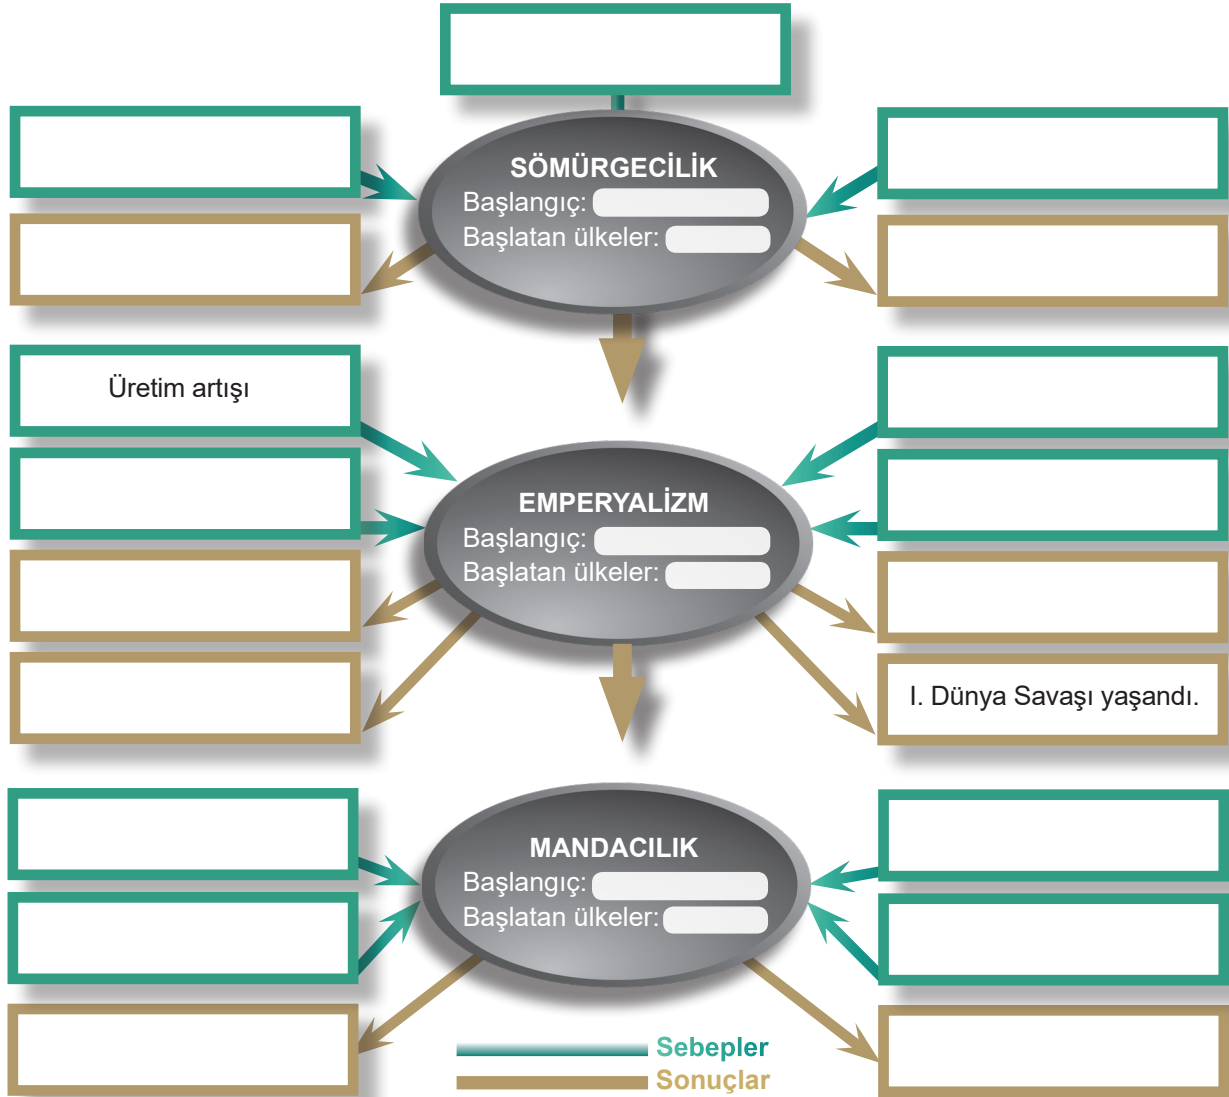 SÖMÜRGECİLİK
Başlangıç:
Başlatan ülkeler:
Üretim artışı
EMPERYALİZM
Başlangıç:
Başlatan ülkeler:
I. Dünya Savaşı yaşandı.
MANDACILIK
Başlangıç:
Başlatan ülkeler:
Sebepler
Sonuçlar